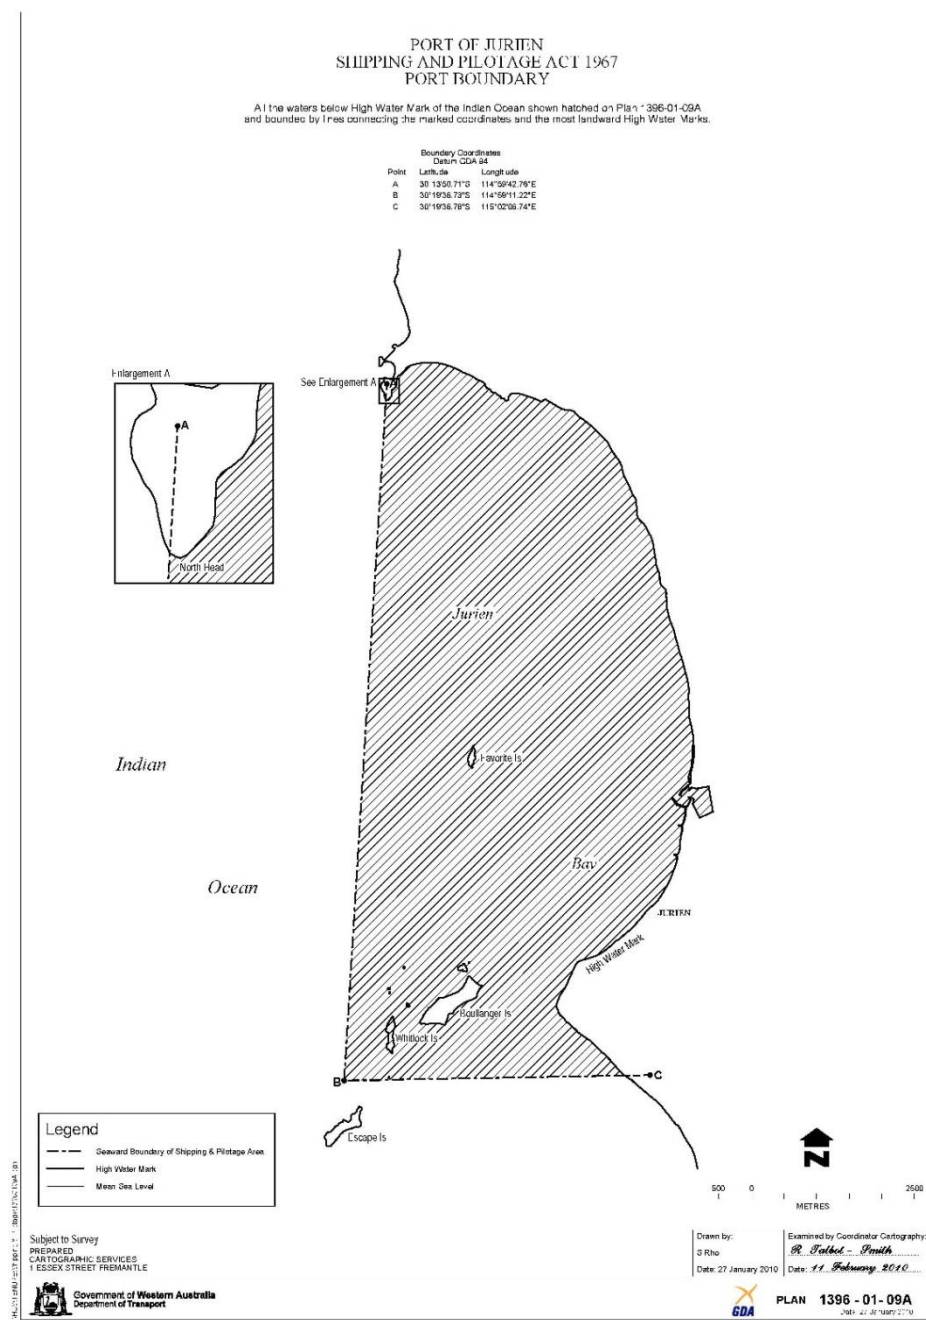 PORT OF JURIEN
SHIPPING AND PILOTAGE ACT 1967
PORT BOUNDARY
All the waters below High Water Mark of the Indian Ocean shown hatched on Plan 1396-01-09A
and bounded by lines connecting the marked coordinates and the most landward High Water Marks.
Boundary Coordinates
Datum GDA 94
Point Latitude Longitude
A 30°13'50.71"S 114°59'42.76"E
B 30°19'36.73"S 114°59'11.22"E
C 30°19'36.78"S 115°02'06.74"E
Enlargement A
See Enlargement A
A
A
North Head
Jurien
Indian
Favorite Is
Bay
Ocean
JURIEN
High Water Mark
Boullanger Is
Whitlock Is
B
C
Escape Is
Legend
Seaward Boundary of Shipping & Pilotage Area
High Water Mark
Mean Sea Level
N
500 0 2500
METRES
Subject to Survey
PREPARED
CARTOGRAPHIC SERVICES
1 ESSEX STREET FREMANTLE
Drawn by:
S Rho
Date: 27 January 2010
Examined by Coordinator Cartography:
R Talbot - Smith
Date: 11 February 2010
Government of Western Australia
Department of Transport
GDA
PLAN 1396 - 01 - 09A
Date: 27 January 2010